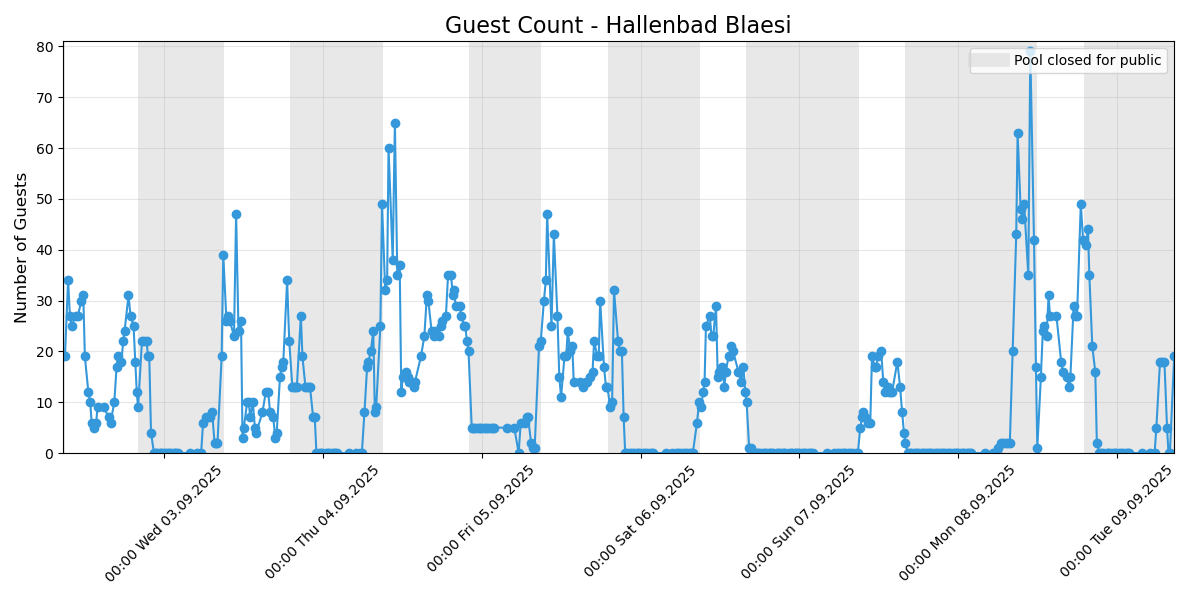 Guest Count - Hallenbad Blaesi
Pool closed for public
Number of Guests
80
70
60
50
40
30
20
10
0
00:00 Wed 03.09.2025
00:00 Thu 04.09.2025
00:00 Fri 05.09.2025
00:00 Sat 06.09.2025
00:00 Sun 07.09.2025
00:00 Mon 08.09.2025
00:00 Tue 09.09.2025